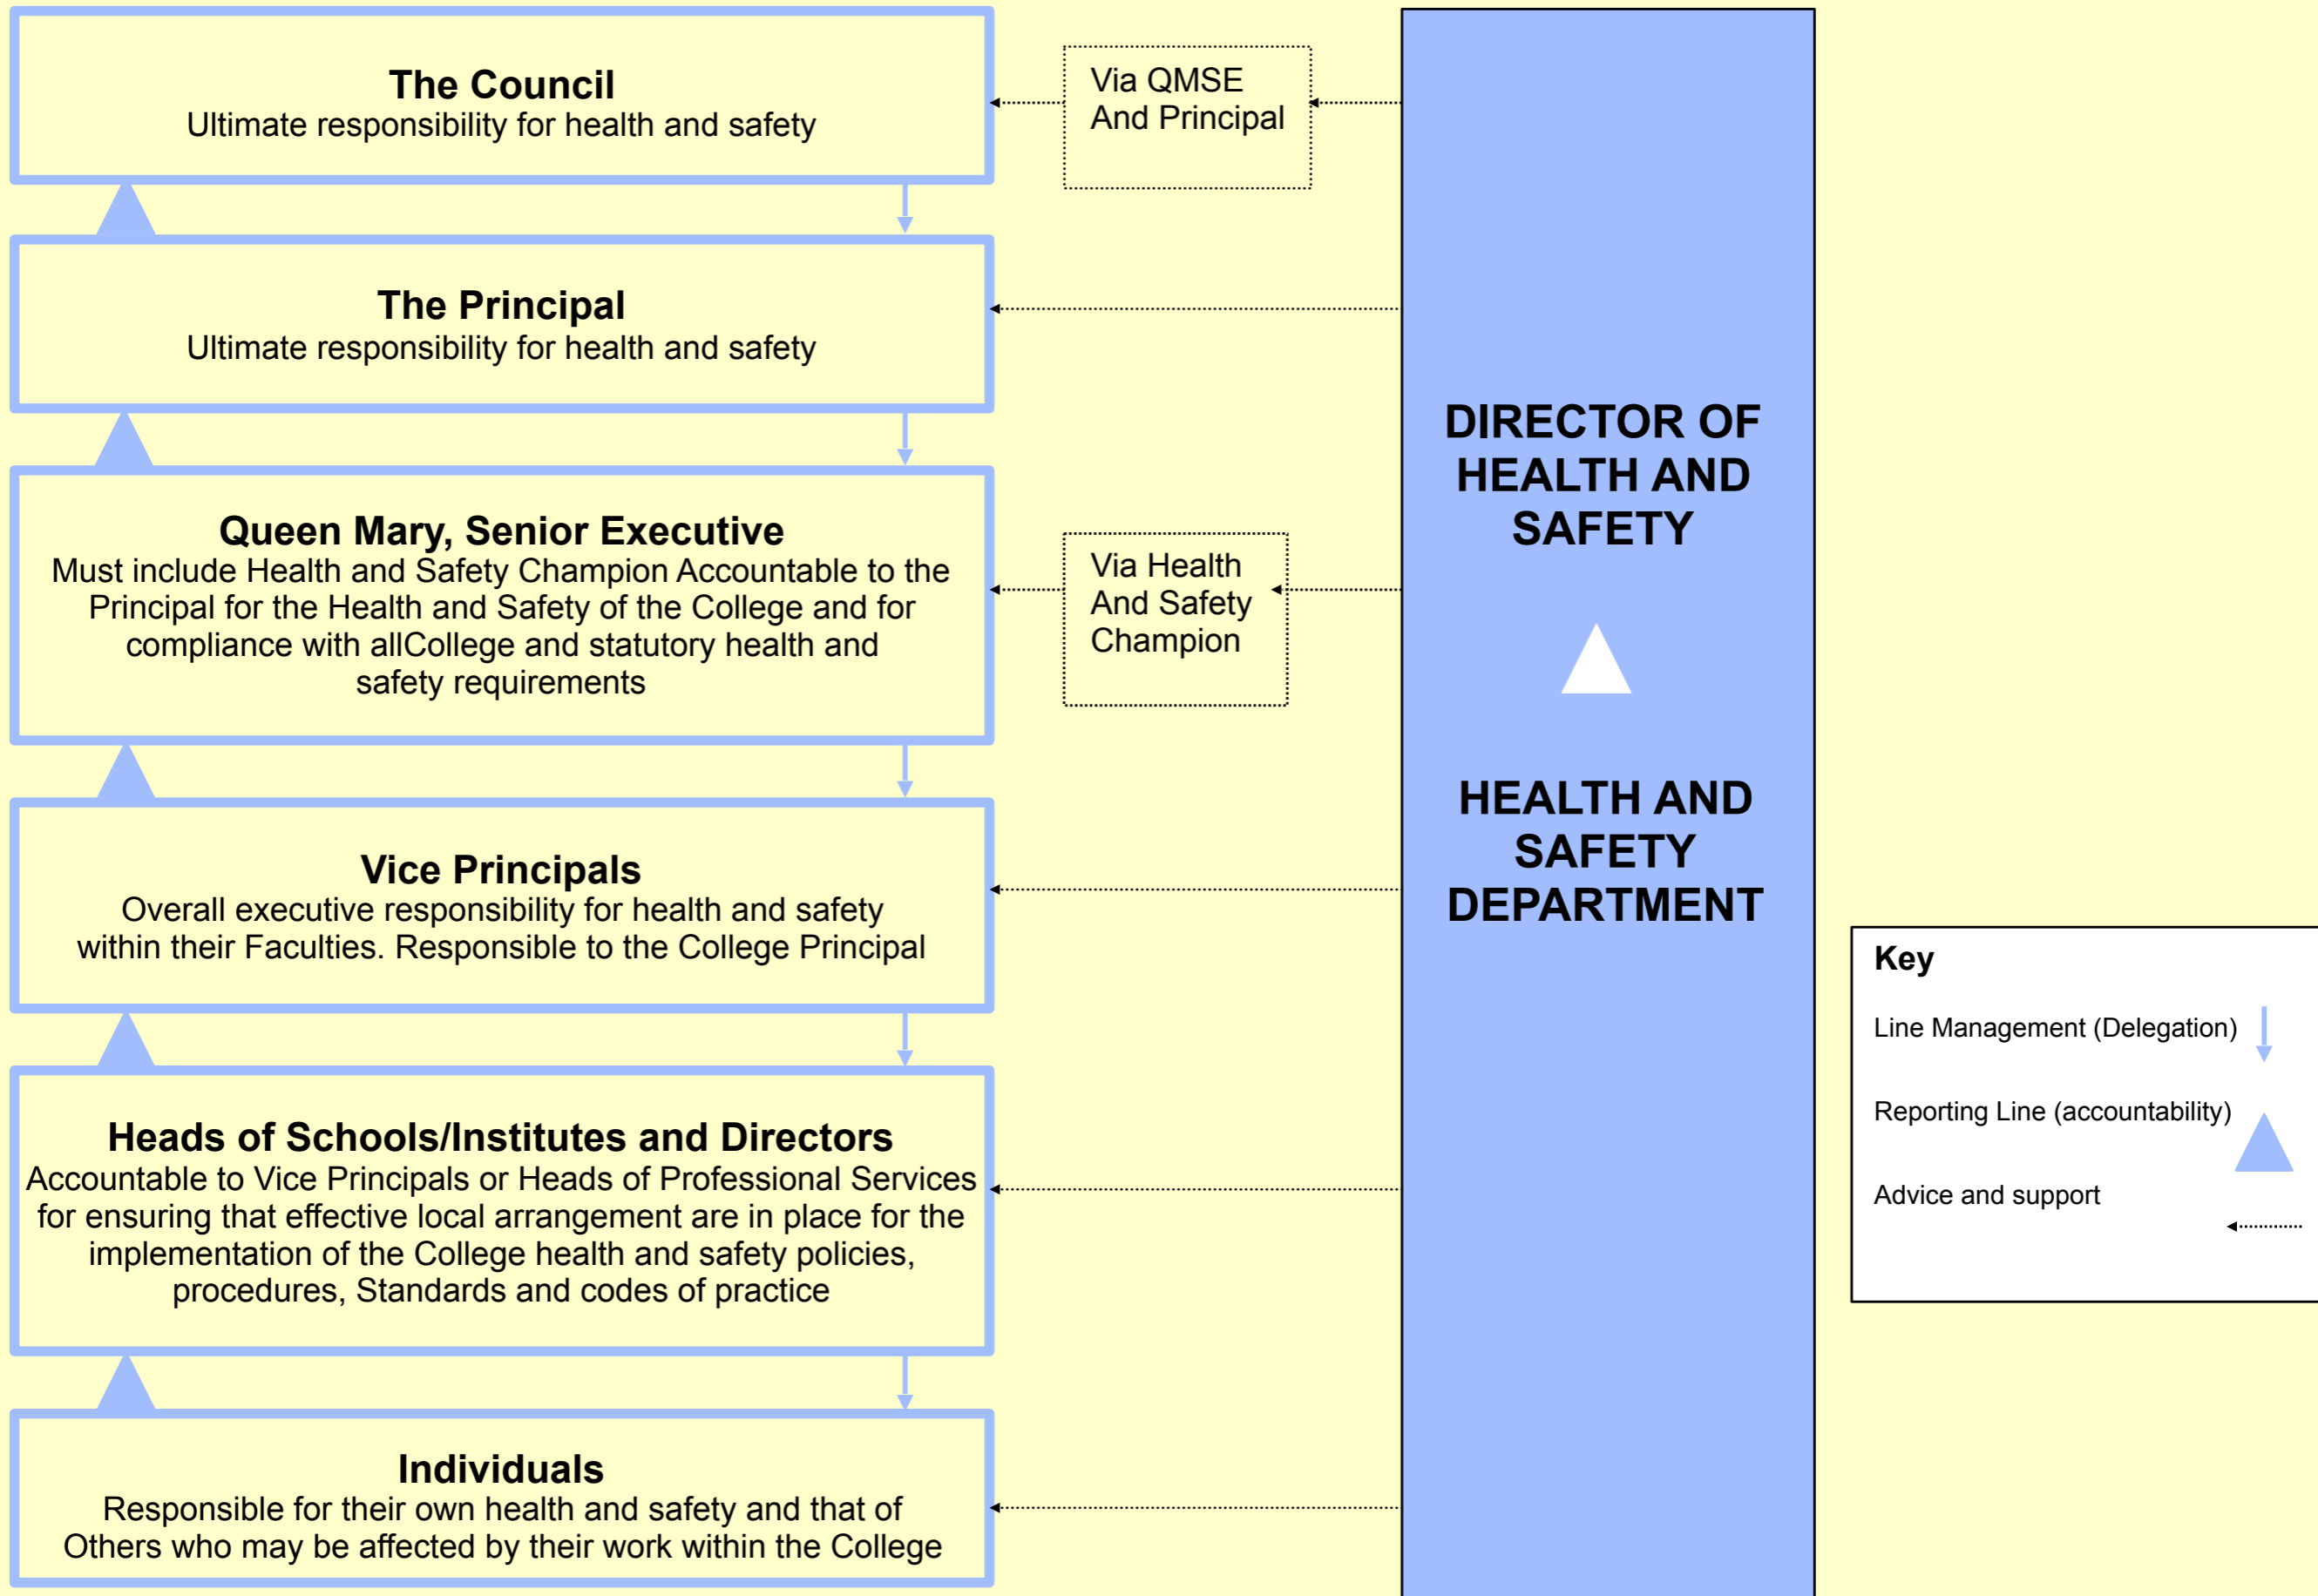 The Council
Ultimate responsibility for health and safety
Via QMSE
And Principal
The Principal
Ultimate responsibility for health and safety
Queen Mary, Senior Executive
Must include Health and Safety Champion Accountable to the
Principal for the Health and Safety of the College and for
compliance with allCollege and statutory health and
safety requirements
Via Health
And Safety
Champion
Vice Principals
Overall executive responsibility for health and safety
within their Faculties. Responsible to the College Principal
Heads of Schools/Institutes and Directors
Accountable to Vice Principals or Heads of Professional Services
for ensuring that effective local arrangement are in place for the
implementation of the College health and safety policies,
procedures, Standards and codes of practice
Individuals
Responsible for their own health and safety and that of
Others who may be affected by their work within the College
DIRECTOR OF
HEALTH AND
SAFETY
HEALTH AND
SAFETY
DEPARTMENT
Key
Line Management (Delegation)
Reporting Line (accountability)
Advice and support